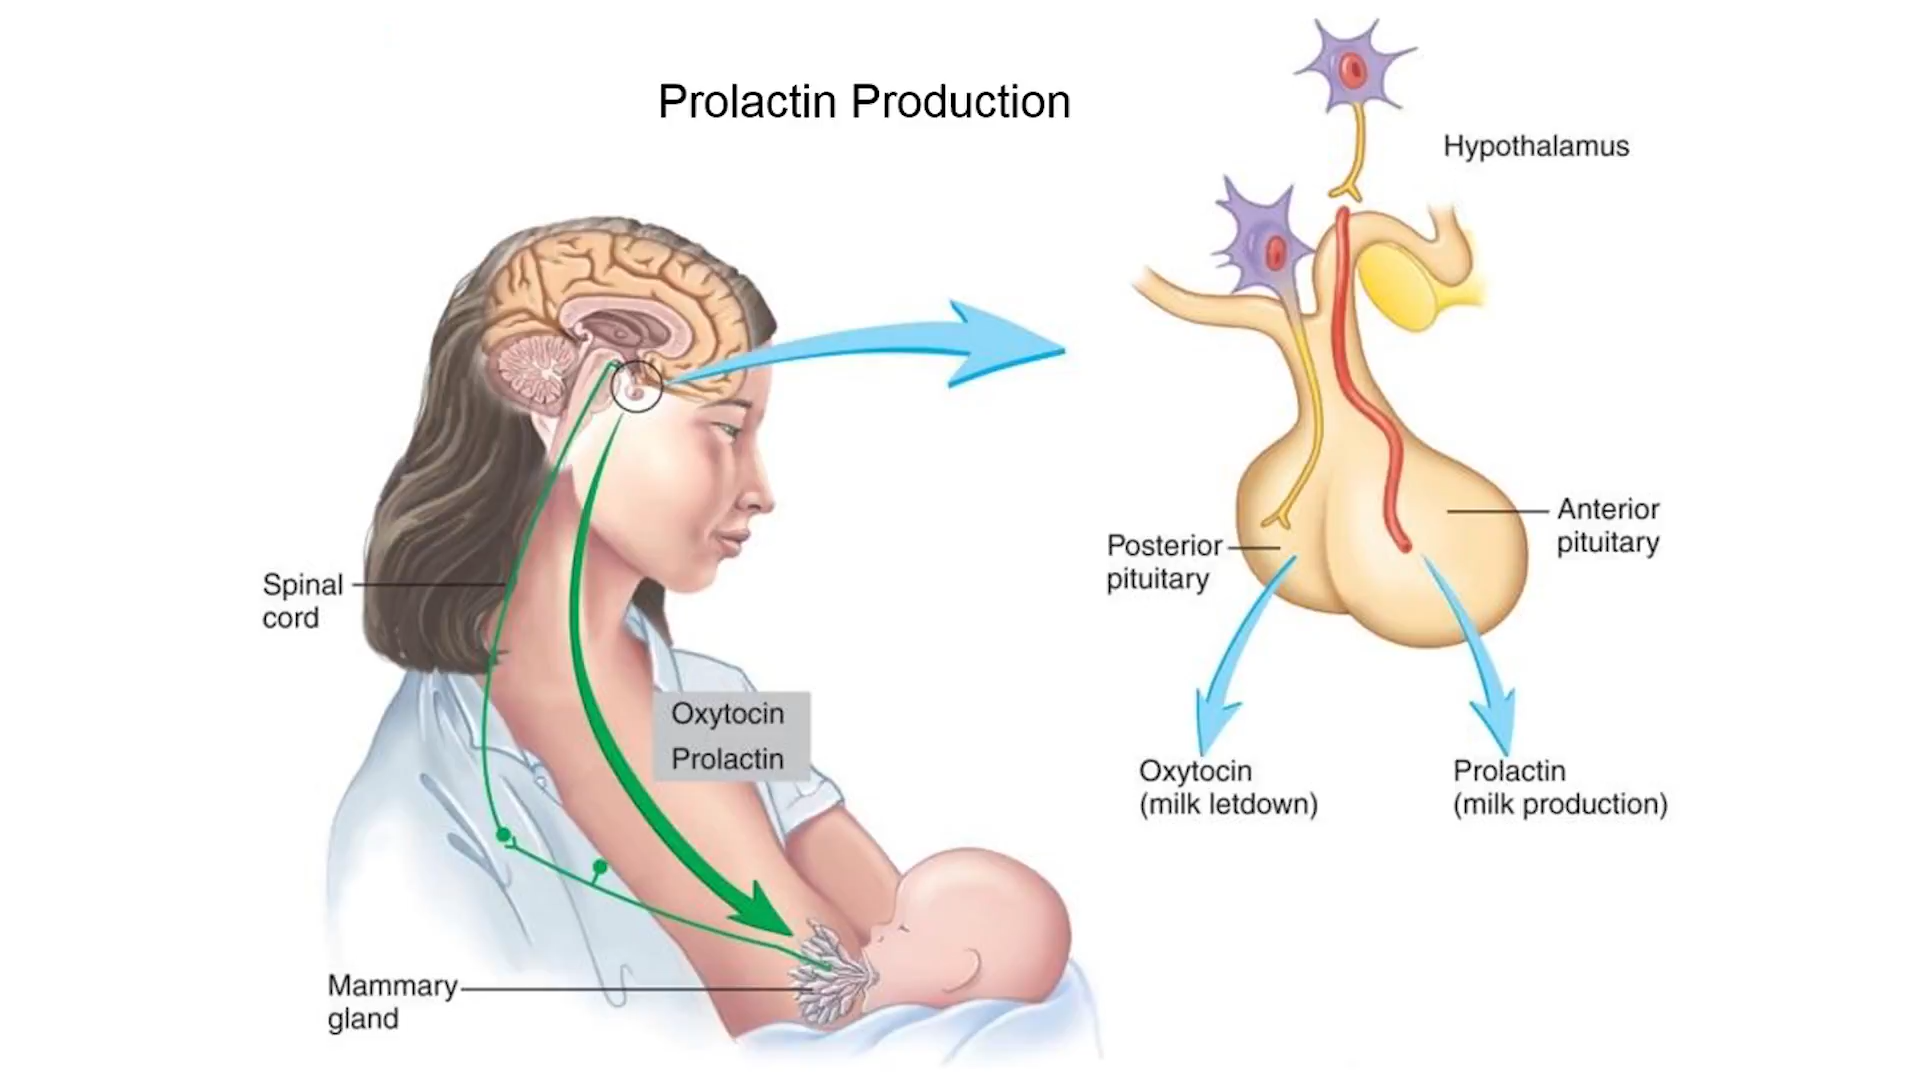 Prolactin Production
Hypothalamus
Anterior
pituitary
Posterior
pituitary
Spinal
cord
Oxytocin
Prolactin
Oxytocin
(milk letdown)
Prolactin
(milk production)
Mammary
gland